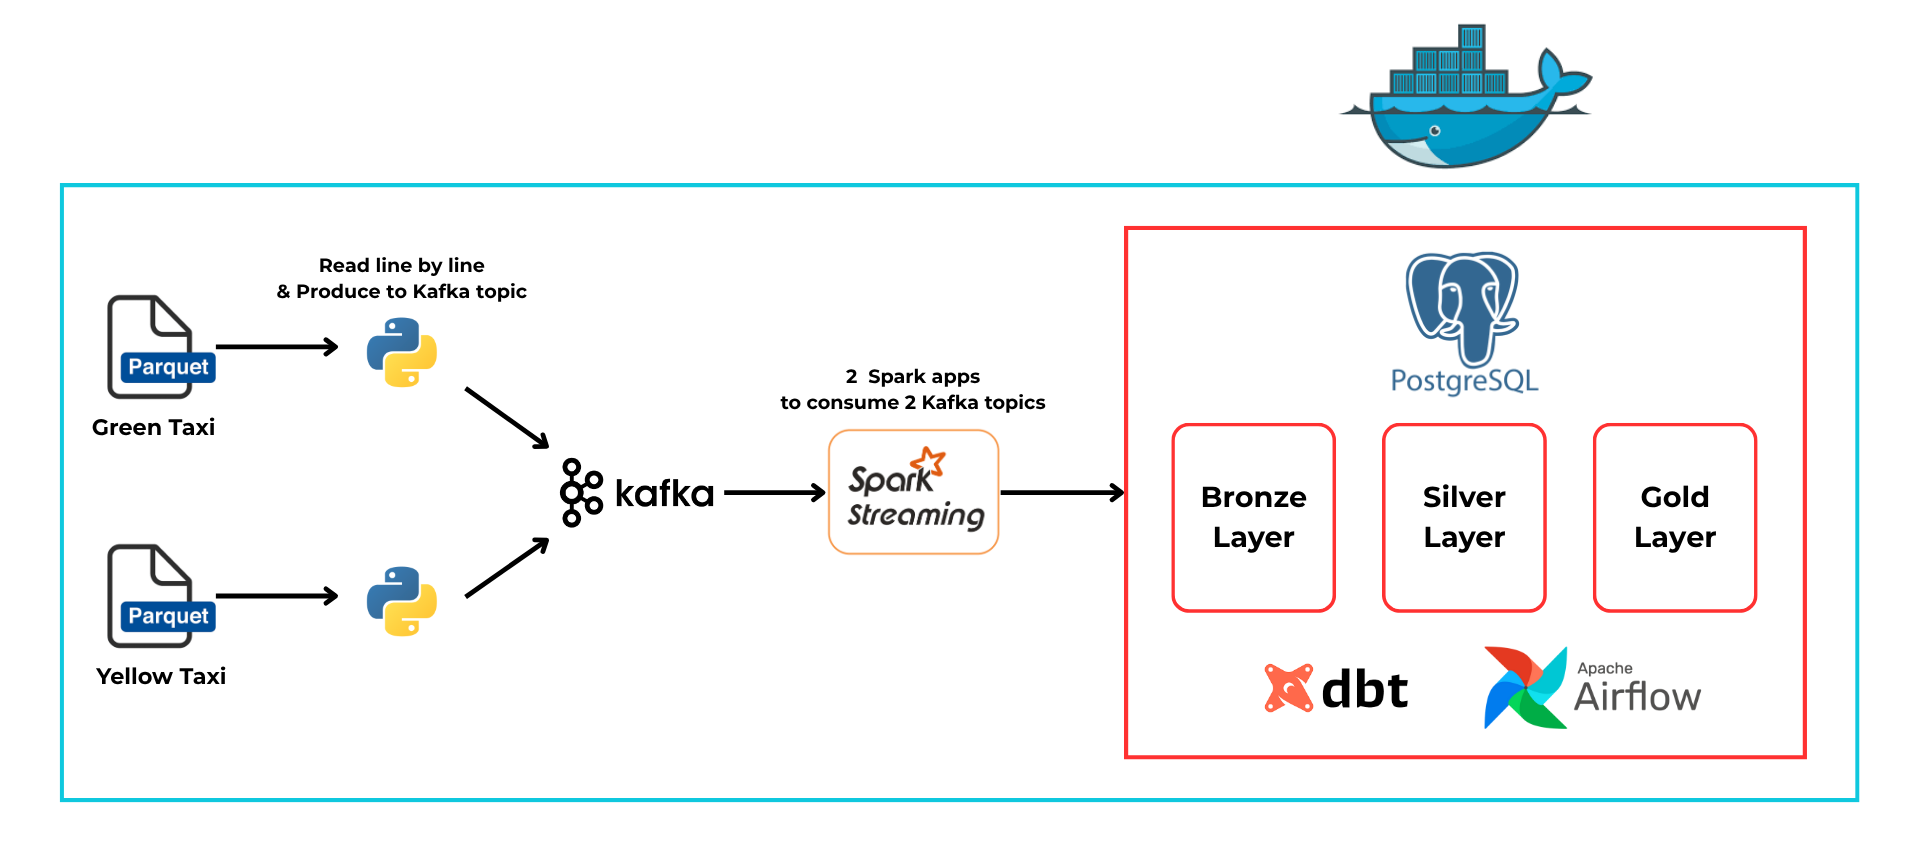 Read line by line
& Produce to Kafka topic
Parquet
Green Taxi
2 Spark apps
to consume 2 Kafka topics
kafka
Spark
Streaming
Parquet
Yellow Taxi
PostgreSQL
Bronze
Layer
Silver
Layer
Gold
Layer
dbt
Apache
Airflow